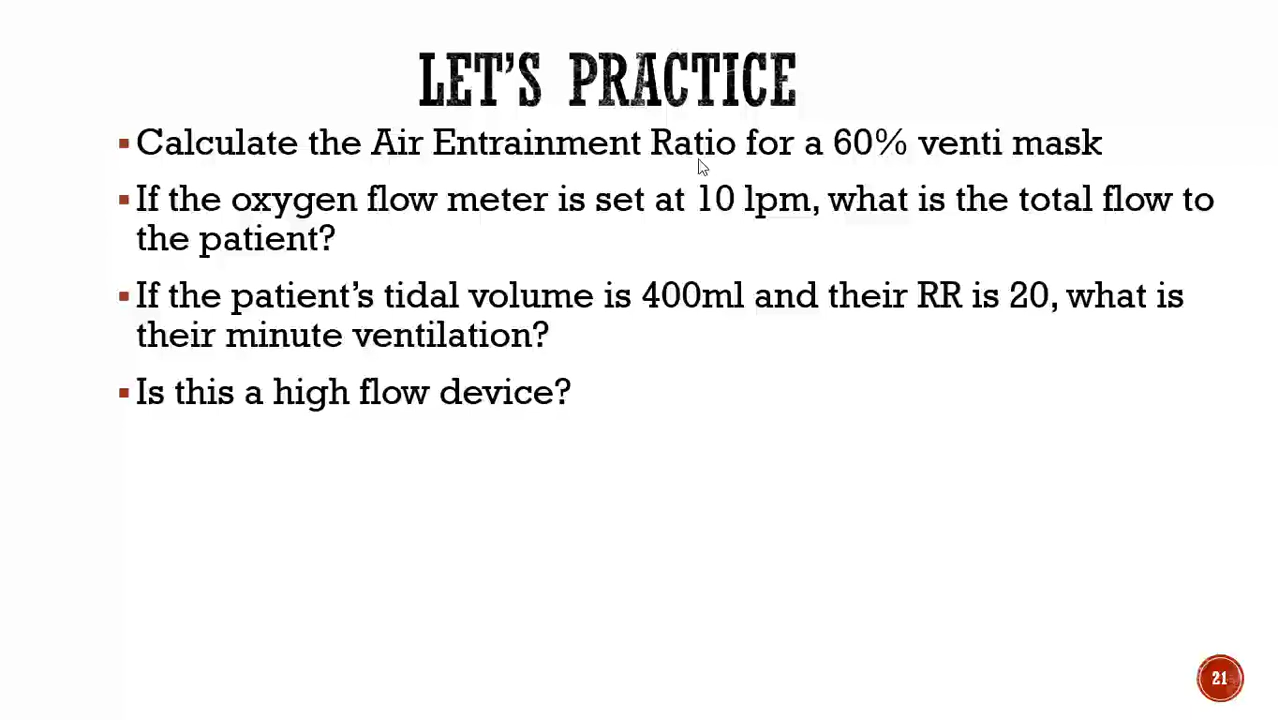 LET'S PRACTICE
▪Calculate the Air Entrainment Ratio for a 60% venti mask
▪If the oxygen flow meter is set at 10 lpm, what is the total flow to
the patient?
▪If the patient's tidal volume is 400ml and their RR is 20, what is
their minute ventilation?
▪Is this a high flow device?
21